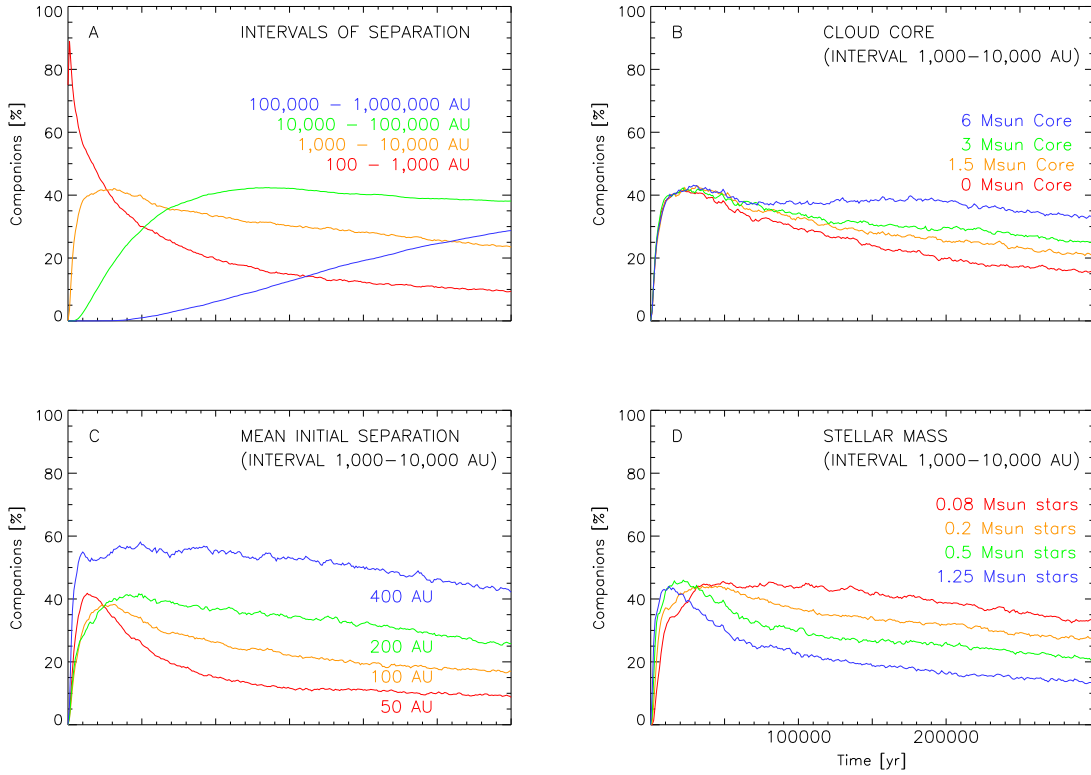 A
INTERVALS OF SEPARATION
100,000 – 1,000,000 AU
10,000 – 100,000 AU
1,000 – 10,000 AU
100 – 1,000 AU
Companions [%]
100
80
60
40
20
0
B
CLOUD CORE
(INTERVAL 1,000–10,000 AU)
6 Msun Core
3 Msun Core
1.5 Msun Core
0 Msun Core
Companions [%]
100
80
60
40
20
0
C
MEAN INITIAL SEPARATION
(INTERVAL 1,000–10,000 AU)
400 AU
200 AU
100 AU
50 AU
Companions [%]
100
80
60
40
20
0
D
STELLAR MASS
(INTERVAL 1,000–10,000 AU)
0.08 Msun stars
0.2 Msun stars
0.5 Msun stars
1.25 Msun stars
Companions [%]
100
80
60
40
20
0
100000
200000
Time [yr]